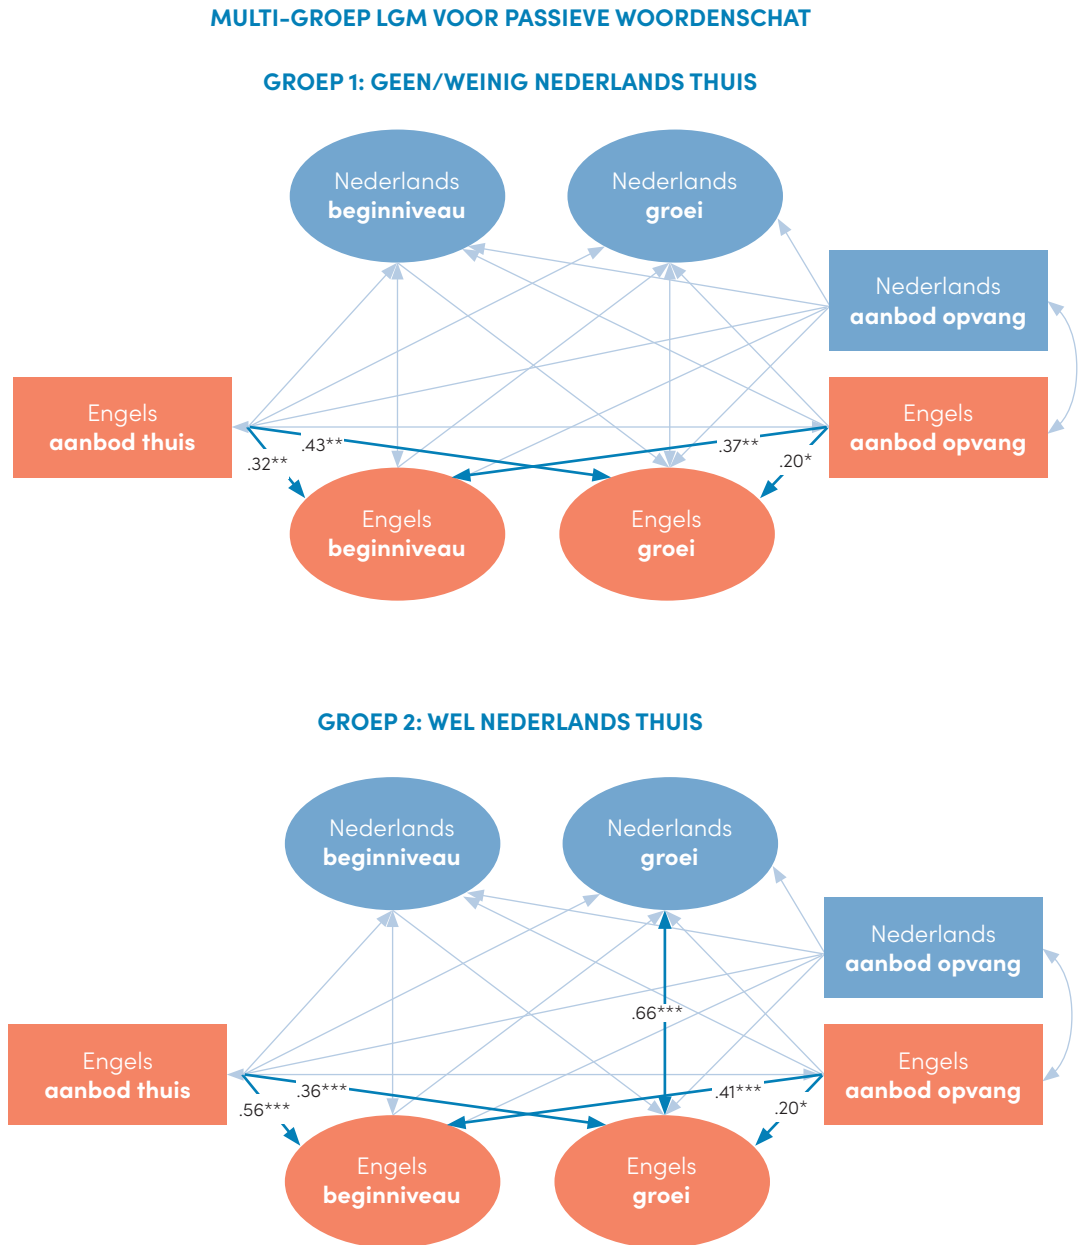 MULTI-GROEP LGM VOOR PASSIEVE WOORDENSCHAT
GROEP 1: GEEN/WEINIG NEDERLANDS THUIS
Nederlands
beginniveau
Nederlands
groei
Nederlands
aanbod opvang
Engels
aanbod thuis
Engels
aanbod opvang
.43**
.37**
.32**
.20*
Engels
beginniveau
Engels
groei
GROEP 2: WEL NEDERLANDS THUIS
Nederlands
beginniveau
Nederlands
groei
Nederlands
aanbod opvang
.66***
Engels
aanbod thuis
Engels
aanbod opvang
.36***
.41***
.56***
.20*
Engels
beginniveau
Engels
groei